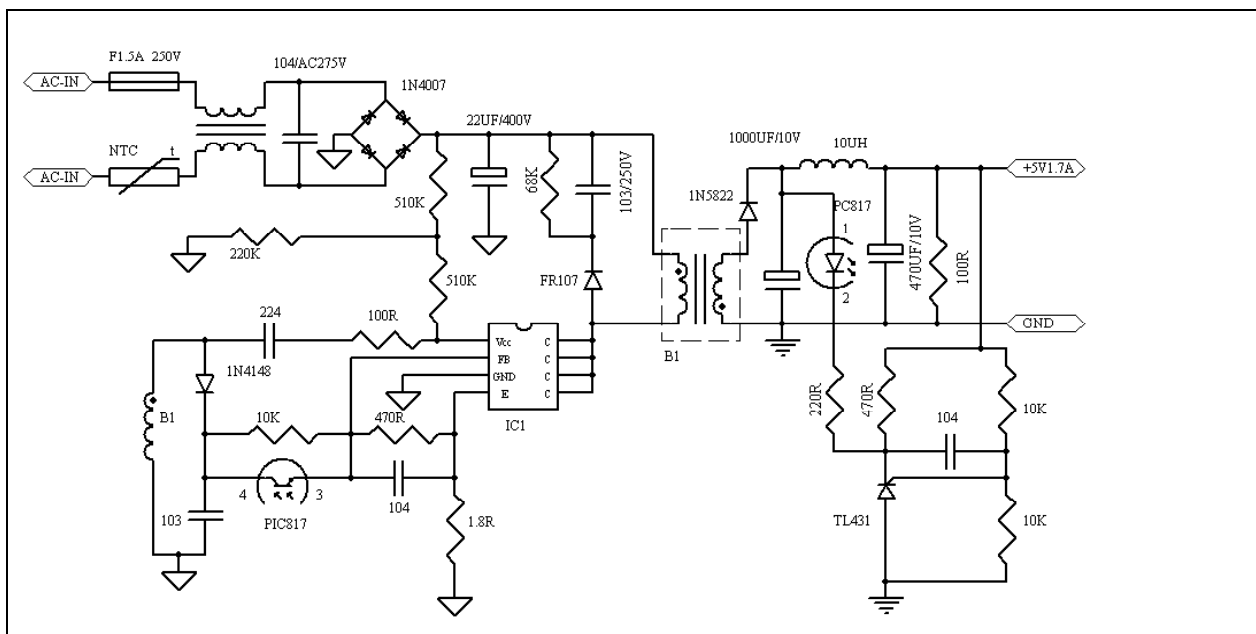 F1.5A 250V
104/AC275V
AC-IN
1N4007
22UF/400V
1000UF/10V
10UH
NTC
t
AC-IN
+5V1.7A
68K
103/250V
1N5822
PC817
510K
1
470UF/10V
100R
220K
510K
FR107
2
224
100R
GND
Vcc C
FB C
GND C
E C
B1
1N4148
B1
10K
470R
IC1
220R
470R
10K
104
4
3
103
PIC817
104
1.8R
TL431
10K